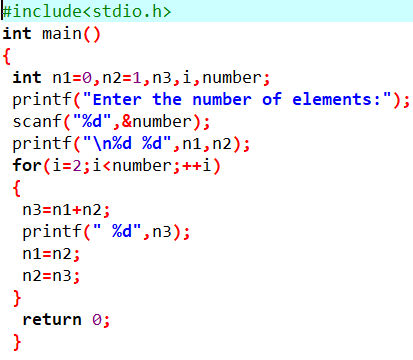 #include<stdio.h>
int main()
{
int n1=0,n2=1,n3,i,number;
printf("Enter the number of elements:");
scanf("%d",&number);
printf("\n%d %d",n1,n2);
for(i=2;i<number;++i)
{
n3=n1+n2;
printf(" %d",n3);
n1=n2;
n2=n3;
}
return 0;
}